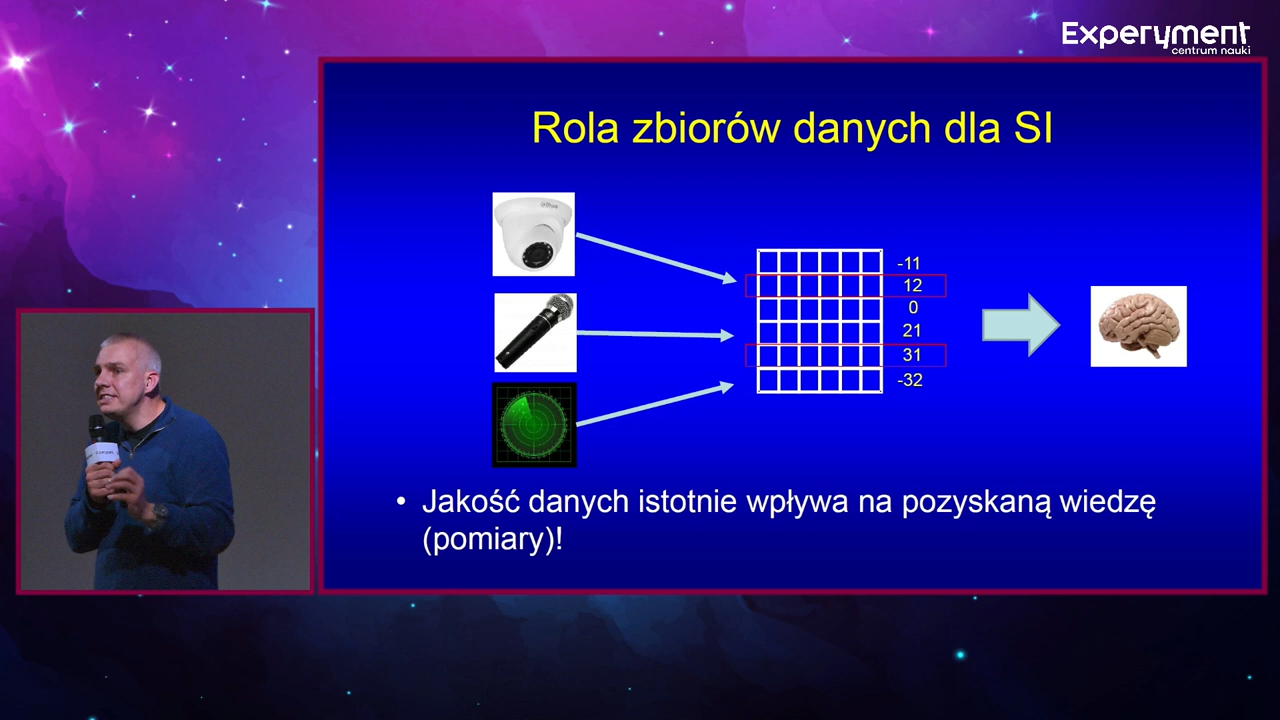 Experyment
centrum nauki
Rola zbiorów danych dla SI
-11
12
0
21
31
-32
• Jakość danych istotnie wpływa na pozyskaną wiedzę
(pomiary)!